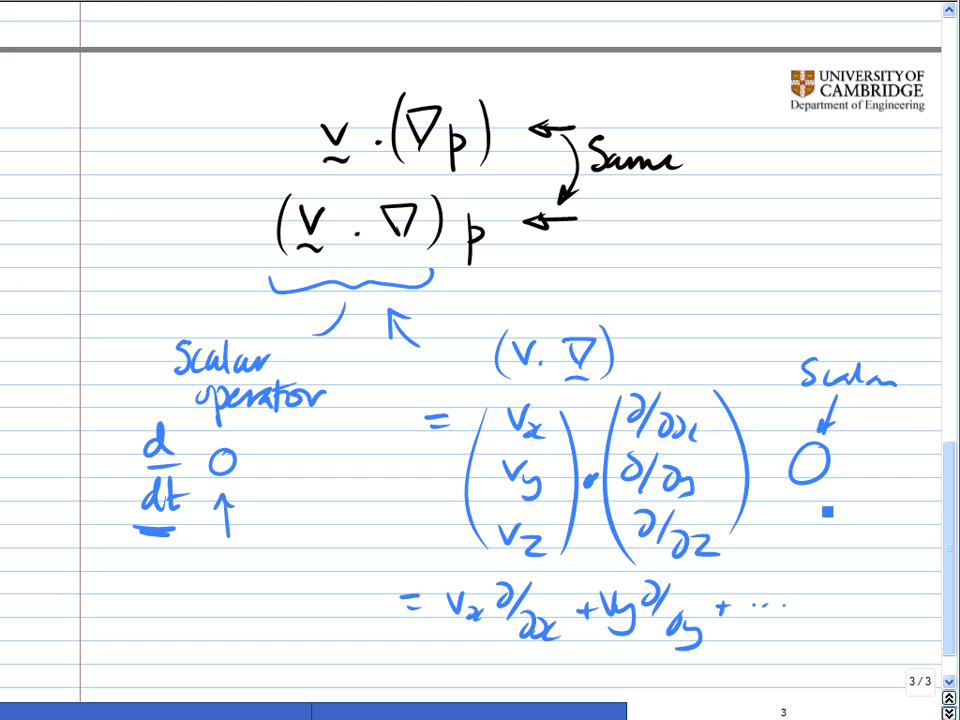 UNIVERSITY OF
CAMBRIDGE
Department of Engineering
v · (∇p) ←
Same
(v · ∇) p ←
Scalar
operator
d/dt O
(v. ∇)
Scalar
= (vx vy vz) · (∂/∂x ∂/∂y ∂/∂z) O
= vx ∂/∂x + vy ∂/∂y + ...
3 / 3
3